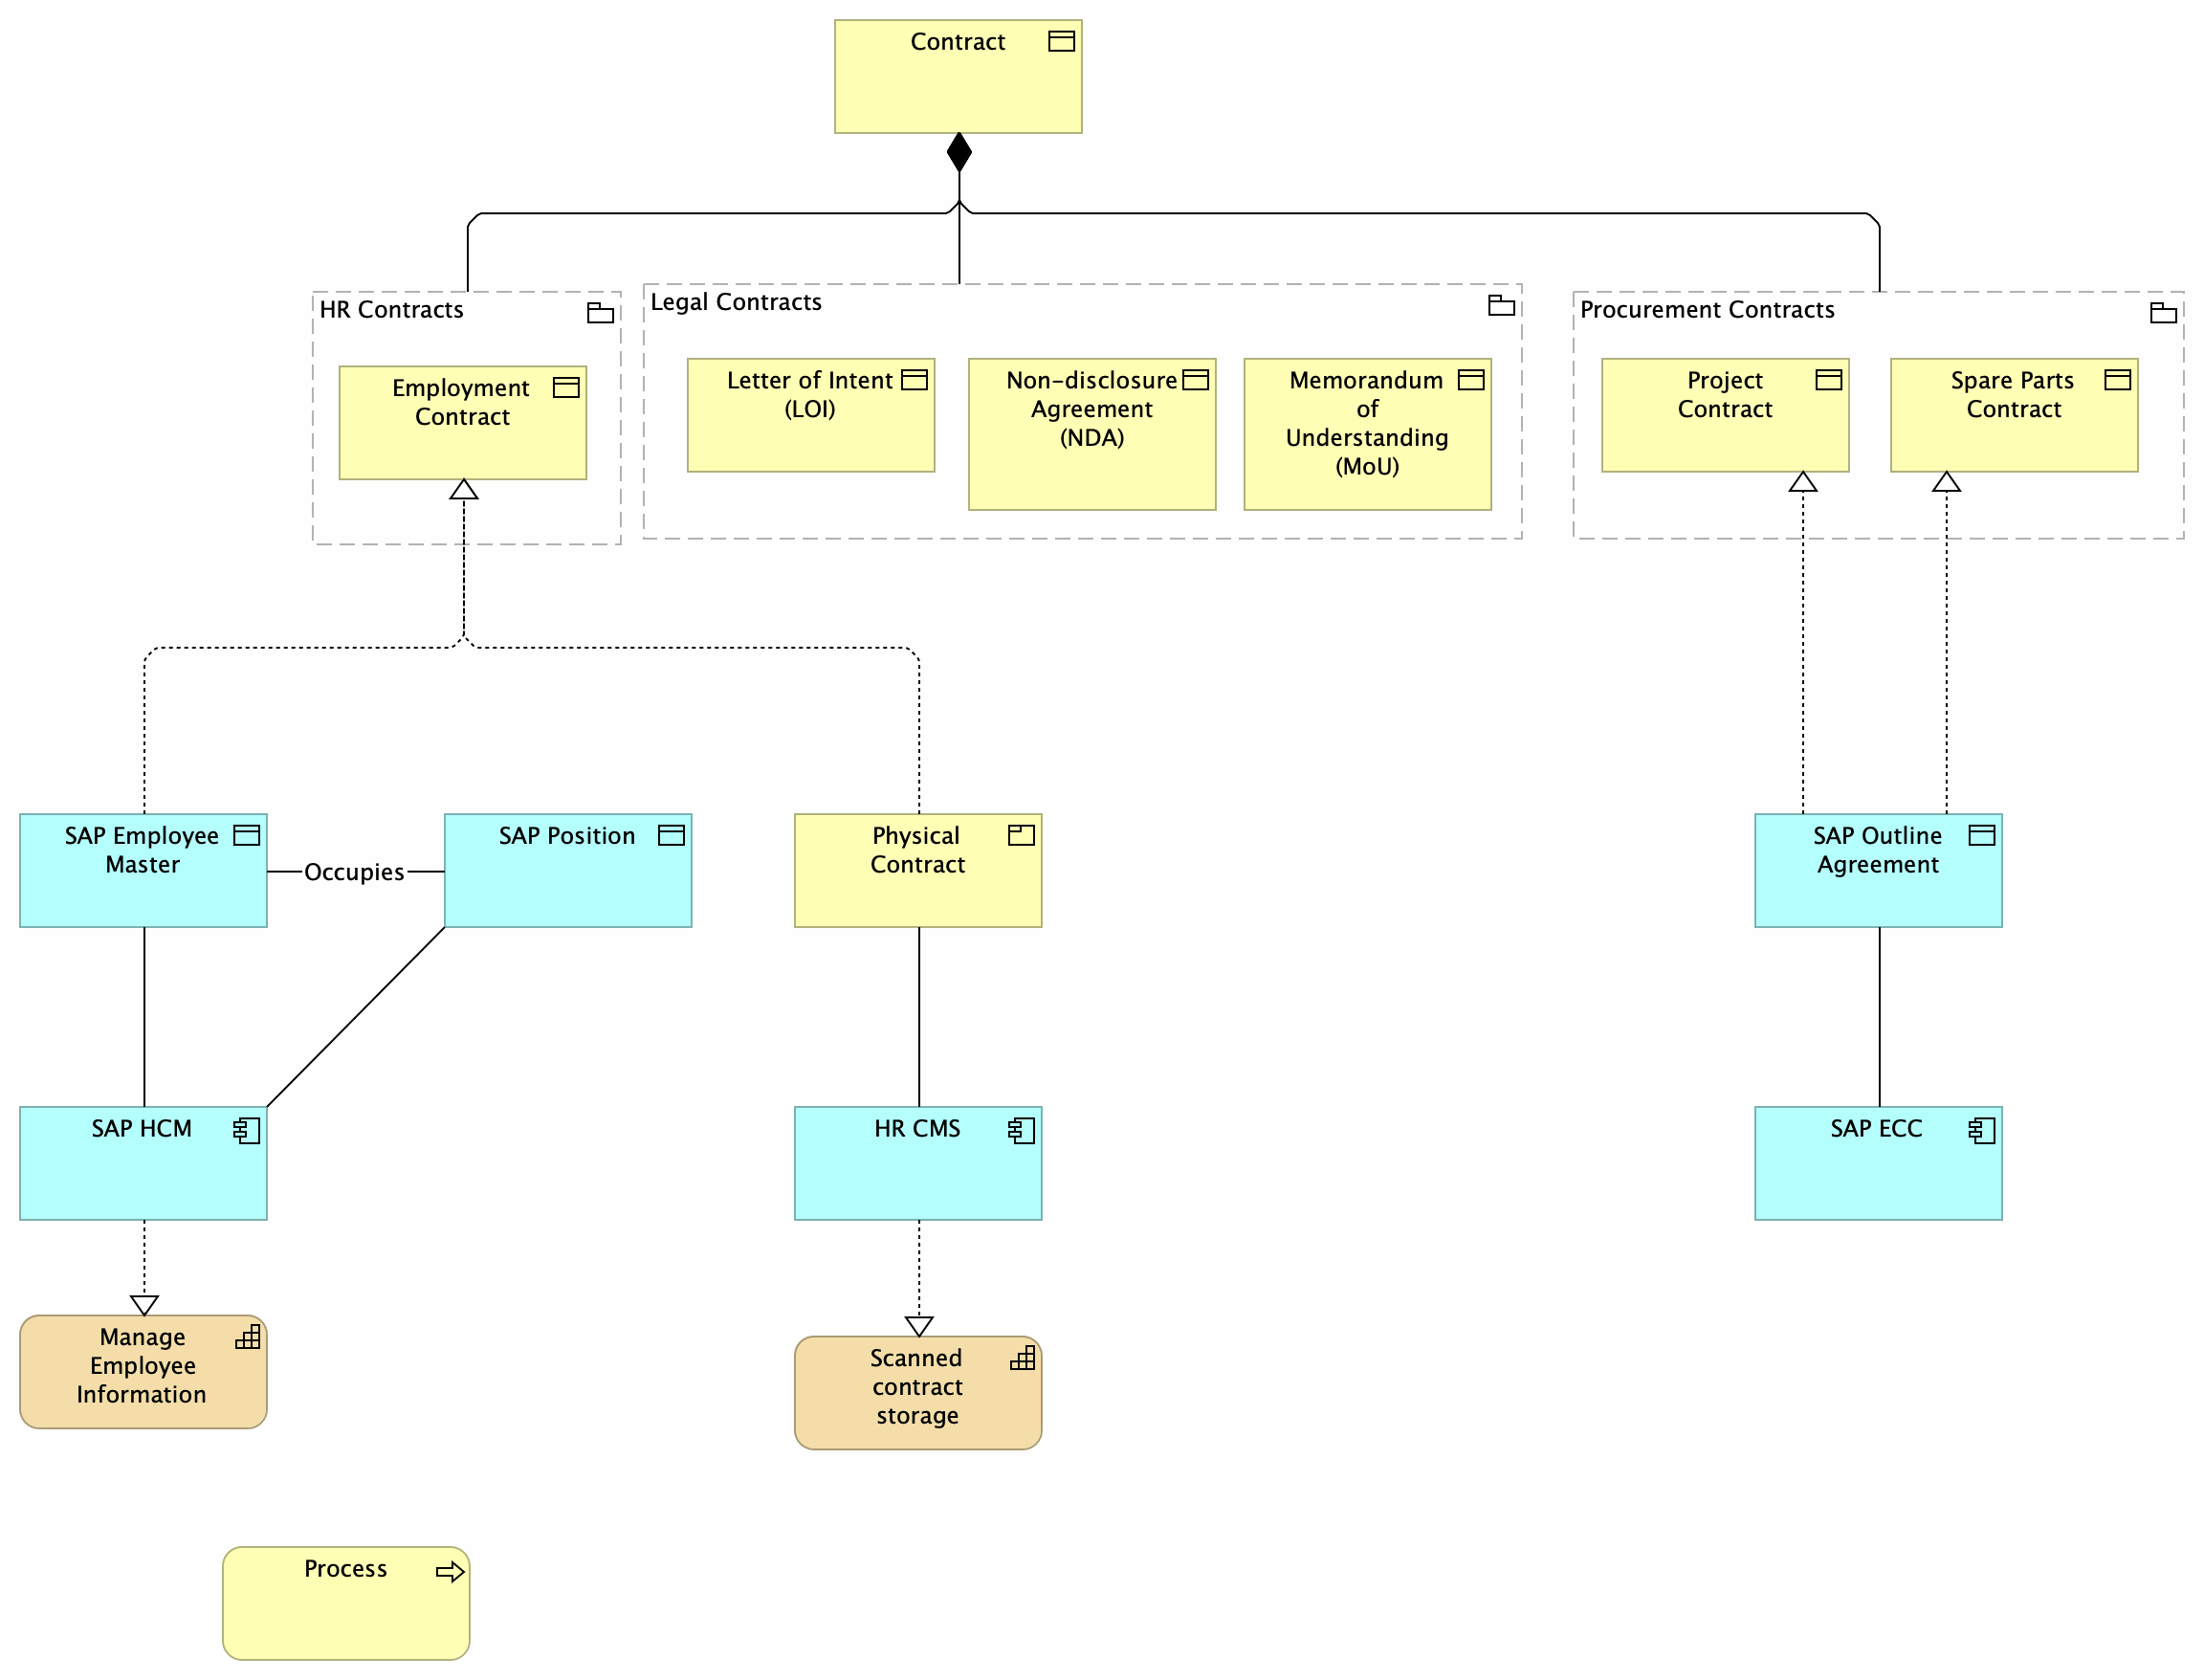 Contract
HR Contracts
Legal Contracts
Procurement Contracts
Employment
Contract
Letter of Intent
(LOI)
Non-disclosure
Agreement
(NDA)
Memorandum
of
Understanding
(MoU)
Project
Contract
Spare Parts
Contract
SAP Employee
Master
Occupies
SAP Position
Physical
Contract
SAP Outline
Agreement
SAP HCM
HR CMS
SAP ECC
Manage
Employee
Information
Scanned
contract
storage
Process